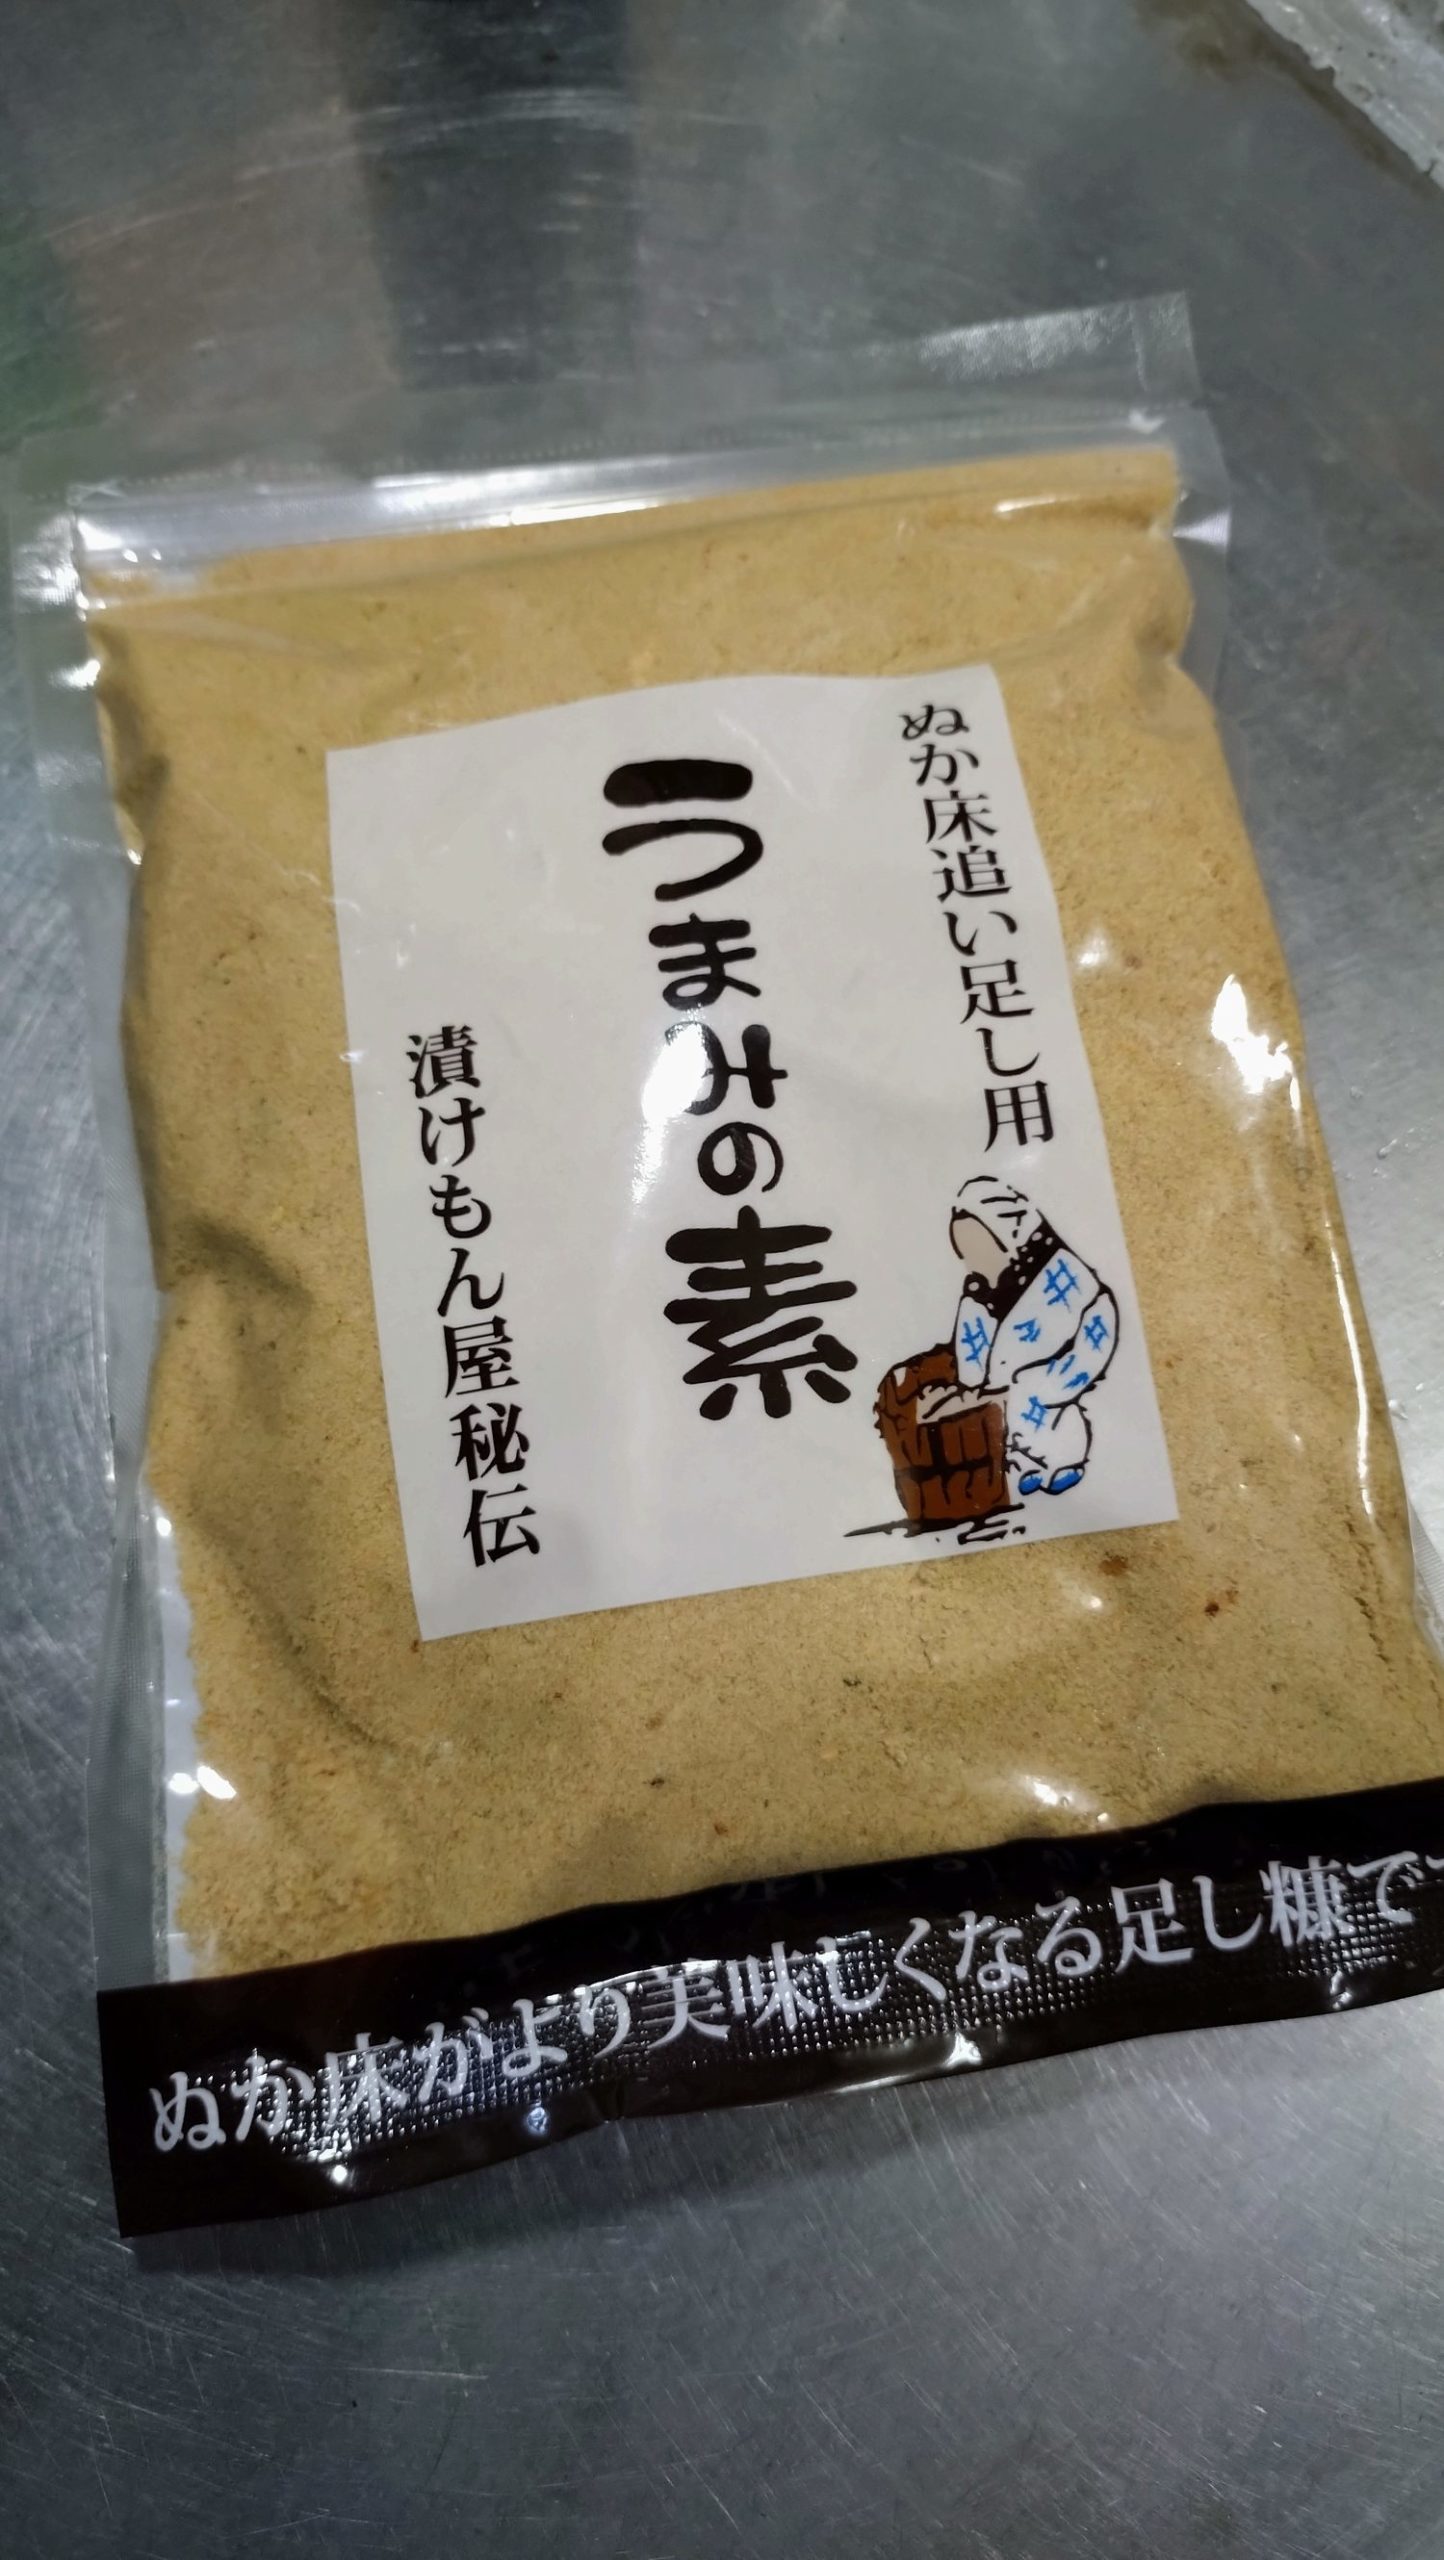 ぬか床追い足し用
うまみの素
漬けもん屋秘伝
ぬか床がより美味しくなる足し糠で